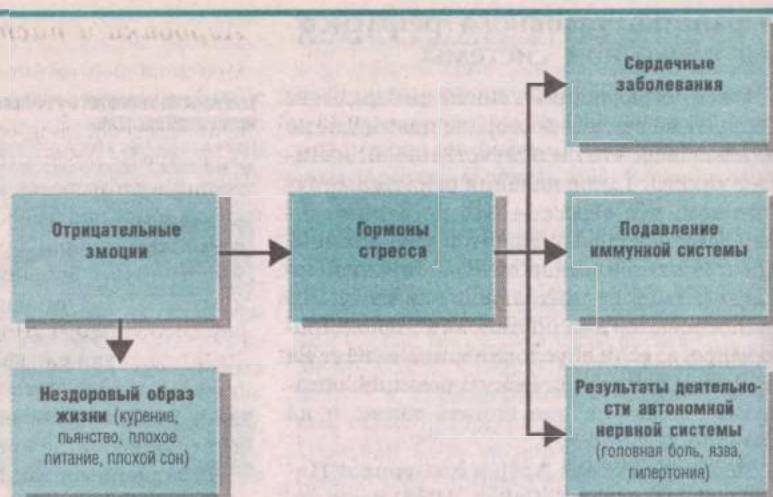 Сердечные
заболевания
Отрицательные
эмоции
Гормоны
стресса
Подавление
иммунной системы
Нездоровый образ
жизни (курение,
пьянство, плохое
питание, плохой сон)
Результаты деятельно-
сти автономной
нервной системы
(головная боль, язва,
гипертония)